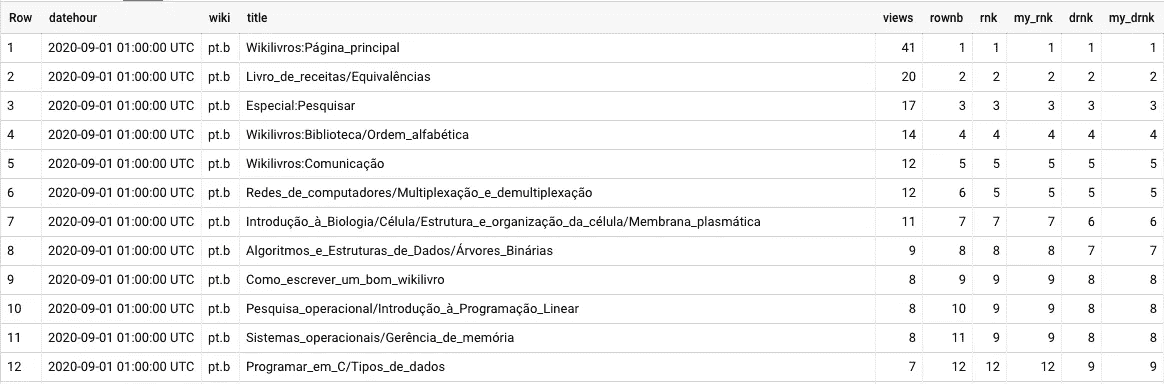 Row datehour wiki title views rownb rnk my_rnk drnk my_drnk
1 2020-09-01 01:00:00 UTC pt.b Wikilivros:Página_principal 41 1 1 1 1 1
2 2020-09-01 01:00:00 UTC pt.b Livro_de_receitas/Equivalências 20 2 2 2 2 2
3 2020-09-01 01:00:00 UTC pt.b Especial:Pesquisar 17 3 3 3 3 3
4 2020-09-01 01:00:00 UTC pt.b Wikilivros:Biblioteca/Ordem_alfabética 14 4 4 4 4 4
5 2020-09-01 01:00:00 UTC pt.b Wikilivros:Comunicação 12 5 5 5 5 5
6 2020-09-01 01:00:00 UTC pt.b Redes_de_computadores/Multiplexação_e_demultiplexação 12 6 5 5 5 5
7 2020-09-01 01:00:00 UTC pt.b Introdução_à_Biologia/Célula/Estrutura_e_organização_da_célula/Membrana_plasmática 11 7 7 7 6 6
8 2020-09-01 01:00:00 UTC pt.b Algoritmos_e_Estruturas_de_Dados/Árvores_Binárias 9 8 8 8 7 7
9 2020-09-01 01:00:00 UTC pt.b Como_escrever_um_bom_wikilivro 8 9 9 9 8 8
10 2020-09-01 01:00:00 UTC pt.b Pesquisa_operacional/Introdução_à_Programação_Linear 8 10 9 9 8 8
11 2020-09-01 01:00:00 UTC pt.b Sistemas_operacionais/Gerência_de_memória 8 11 9 9 8 8
12 2020-09-01 01:00:00 UTC pt.b Programar_em_C/Tipos_de_dados 7 12 12 12 9 9